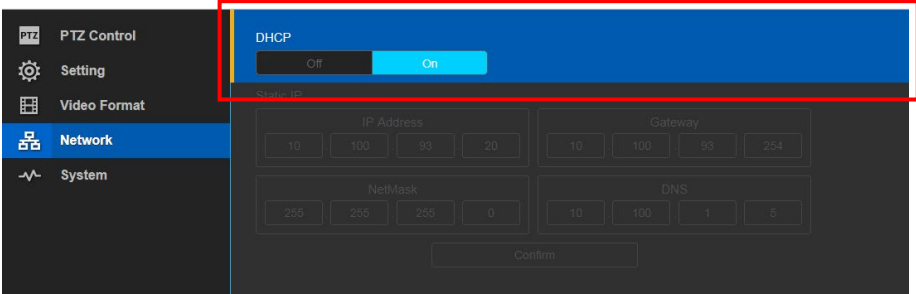 PTZ PTZ Control
Setting
Video Format
Network
System
DHCP
Off On
Static IP
IP Address Gateway
10 100 93 20 10 100 93 254
NetMask DNS
255 255 255 0 10 100 1 5
Confirm